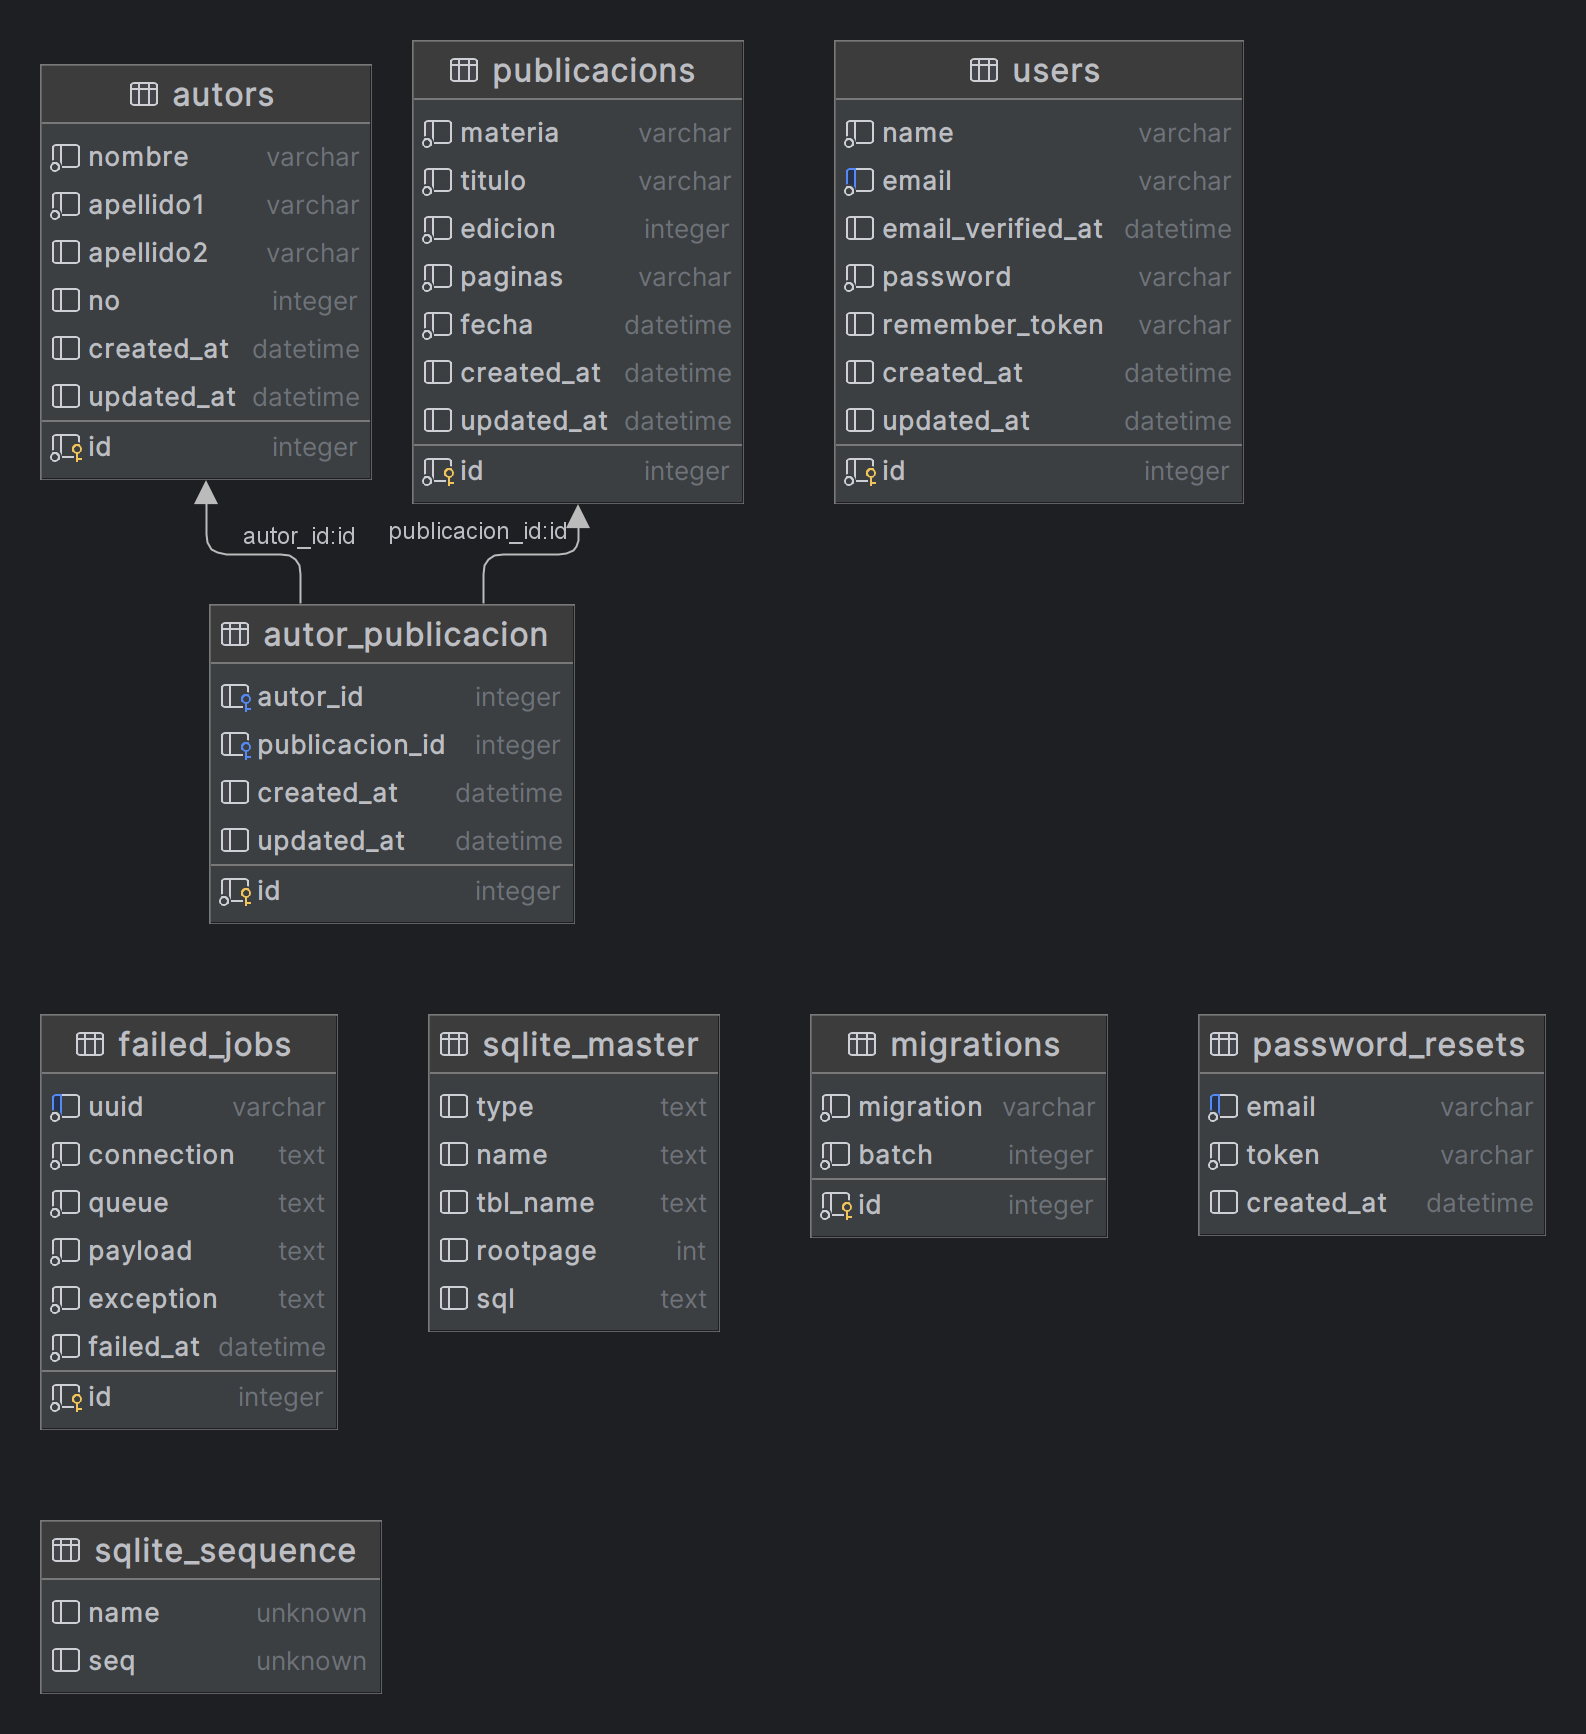 autors
nombre varchar
apellido1 varchar
apellido2 varchar
no integer
created_at datetime
updated_at datetime
id integer
publicacions
materia varchar
titulo varchar
edicion integer
paginas varchar
fecha datetime
created_at datetime
updated_at datetime
id integer
users
name varchar
email varchar
email_verified_at datetime
password varchar
remember_token varchar
created_at datetime
updated_at datetime
id integer
autor_id:id
publicacion_id:id
autor_publicacion
autor_id integer
publicacion_id integer
created_at datetime
updated_at datetime
id integer
failed_jobs
uuid varchar
connection text
queue text
payload text
exception text
failed_at datetime
id integer
sqlite_master
type text
name text
tbl_name text
rootpage int
sql text
migrations
migration varchar
batch integer
id integer
password_resets
email varchar
token varchar
created_at datetime
sqlite_sequence
name unknown
seq unknown